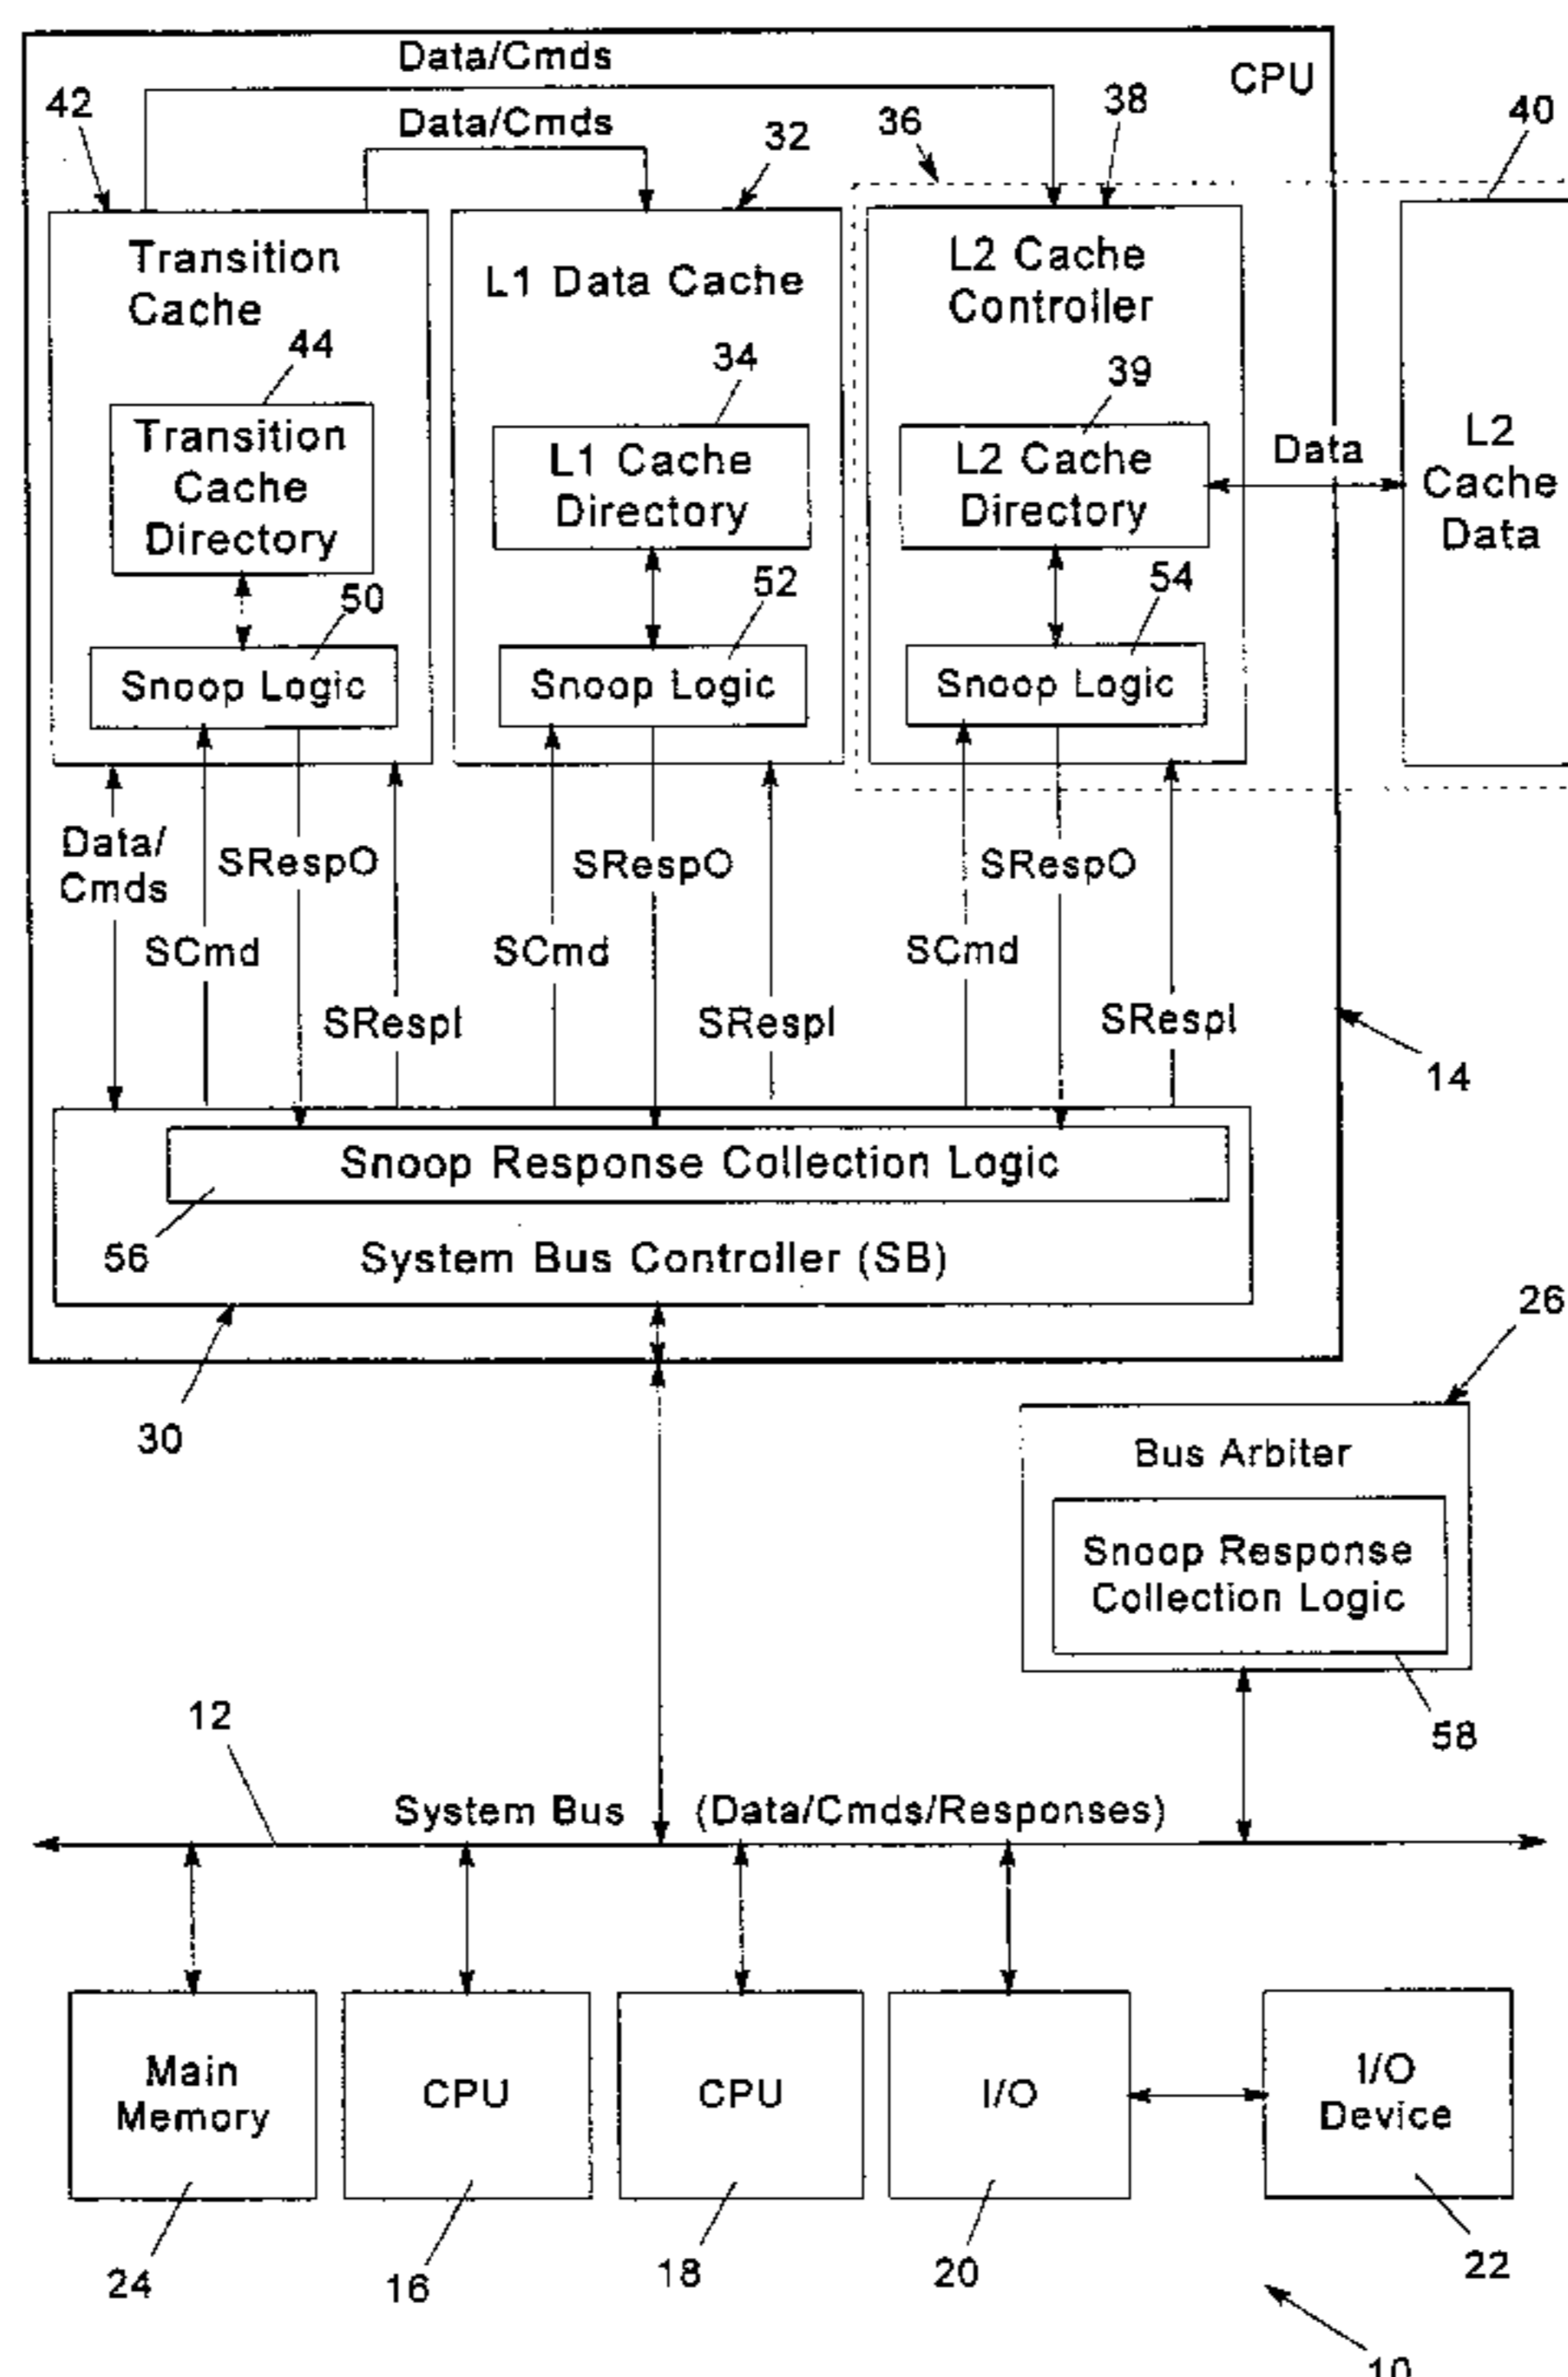 Data/Cmds
CPU
42
Data/Cmds
32
36
38
40
Transition
Cache
L1 Data Cache
L2 Cache
Controller
44
34
39
Transition
Cache
Directory
L1 Cache
Directory
L2 Cache
Directory
Data
L2
Cache
Data
50
52
54
Snoop Logic
Snoop Logic
Snoop Logic
Data/
Cmds
SRespO
SRespO
SRespO
SCmd
SCmd
SCmd
SRespI
SRespI
SRespI
14
Snoop Response Collection Logic
56
System Bus Controller (SB)
26
30
Bus Arbiter
Snoop Response
Collection Logic
12
58
System Bus (Data/Cmds/Responses)
Main
Memory
CPU
CPU
I/O
I/O
Device
24
16
18
20
22
10